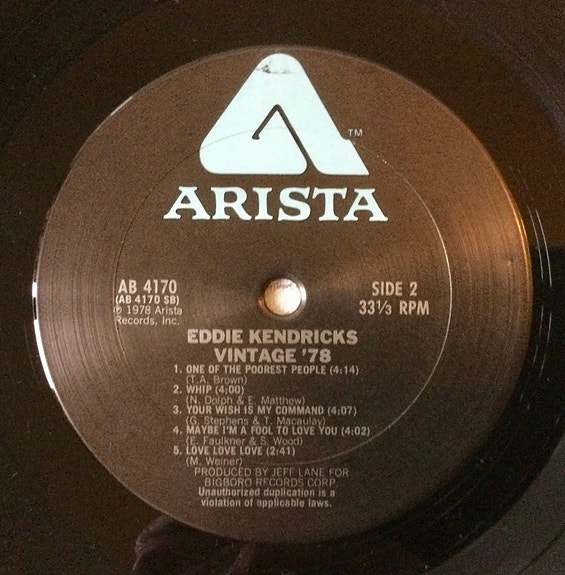 TM
ARISTA
AB 4170
(AB 4170 SB)
℗ 1978 Arista
Records, Inc.
SIDE 2
33⅓ RPM
EDDIE KENDRICKS
VINTAGE '78
1. ONE OF THE POOREST PEOPLE (4:14)
(T.A. Brown)
2. WHIP (4:00)
(N. Dolph & E. Matthew)
3. YOUR WISH IS MY COMMAND (4:07)
(G. Stephens & T. Macaulay)
4. MAYBE I'M A FOOL TO LOVE YOU (4:02)
(E. Faulkner & S. Wood)
5. LOVE LOVE LOVE (2:41)
(M. Weiner)
PRODUCED BY JEFF LANE FOR
BIGBORO RECORDS CORP.
Unauthorized duplication is a
violation of applicable laws.